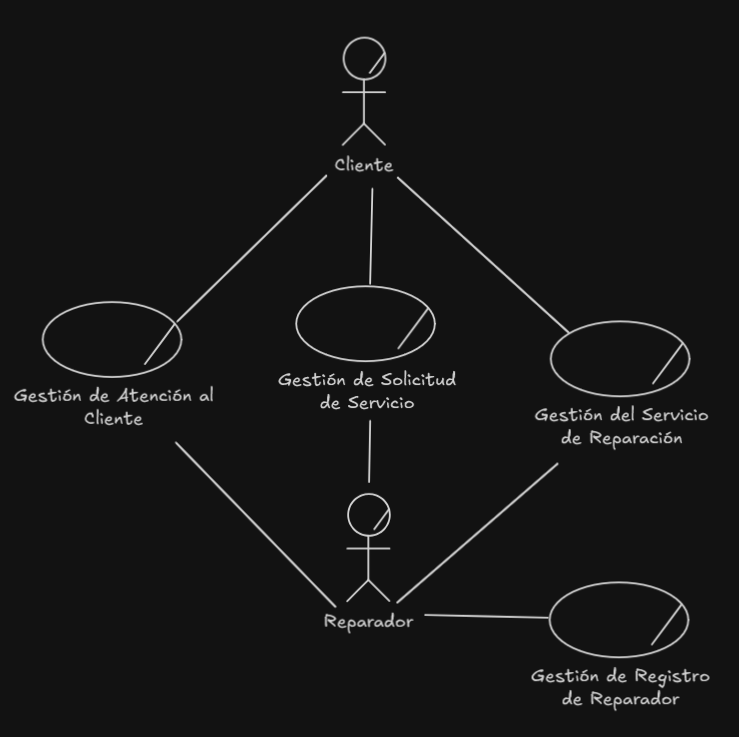 Cliente
Gestión de Atención al
Cliente
Gestión de Solicitud
de Servicio
Gestión del Servicio
de Reparación
Reparador
Gestión de Registro
de Reparador